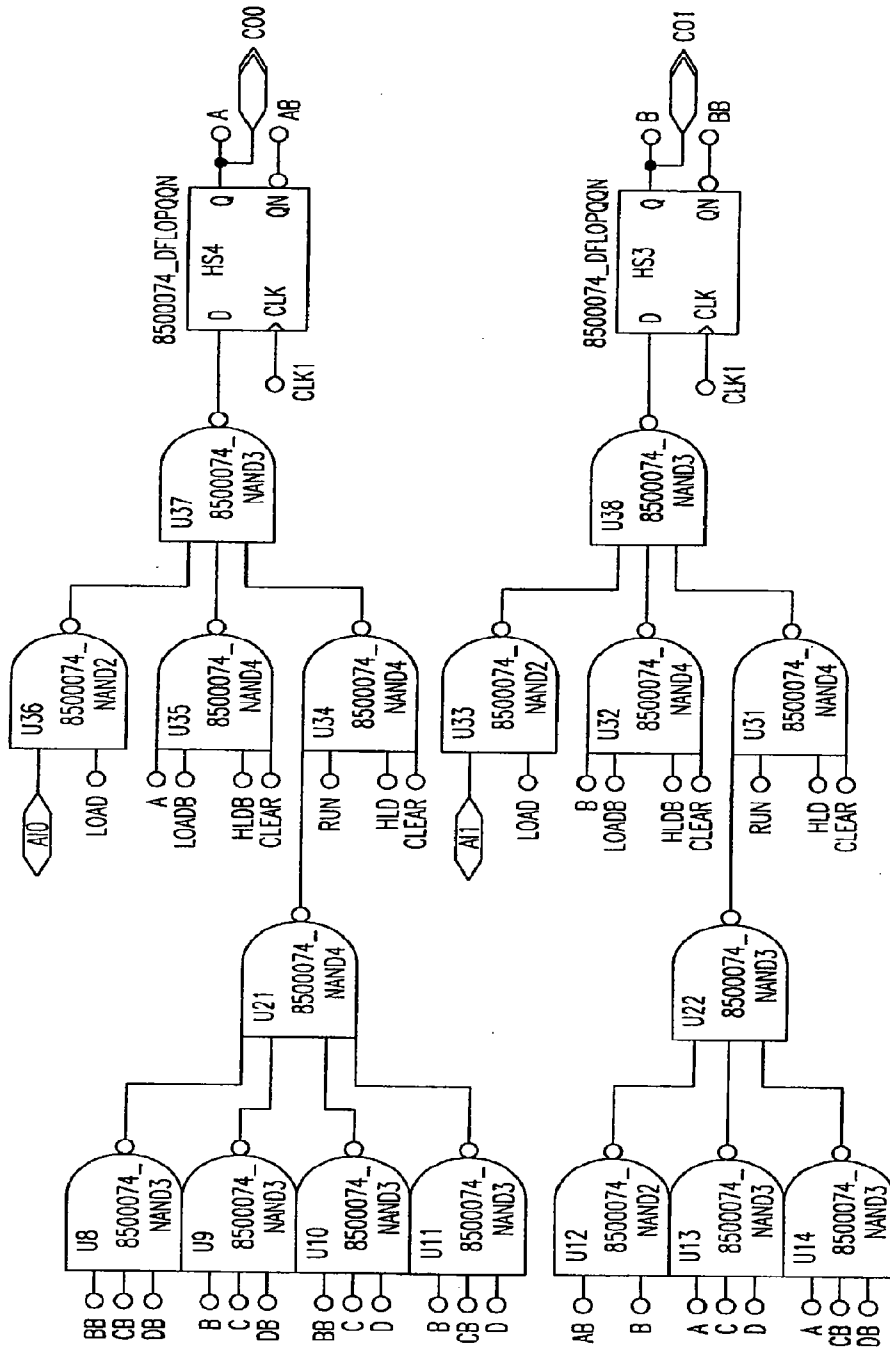 BB
CB
DB
U8
8500074_
NAND3
B
C
DB
U9
8500074_
NAND3
BB
C
D
U10
8500074_
NAND3
B
CB
D
U11
8500074_
NAND3
U21
8500074_
NAND4
AI0
LOAD
U36
8500074_
NAND2
A
LOADB
HLDB
CLEAR
U35
8500074_
NAND4
RUN
HLD
CLEAR
U34
8500074_
NAND4
U37
8500074_
NAND3
8500074_DFLOPQQN
D
HS4
CLK
Q
QN
CLK1
A
AB
CO0
AB
B
U12
8500074_
NAND2
A
C
D
U13
8500074_
NAND3
A
CB
DB
U14
8500074_
NAND3
U22
8500074_
NAND3
AI1
LOAD
U33
8500074_
NAND2
B
LOADB
HLDB
CLEAR
U32
8500074_
NAND4
RUN
HLD
CLEAR
U31
8500074_
NAND4
U38
8500074_
NAND3
8500074_DFLOPQQN
D
HS3
CLK
Q
QN
CLK1
B
BB
CO1